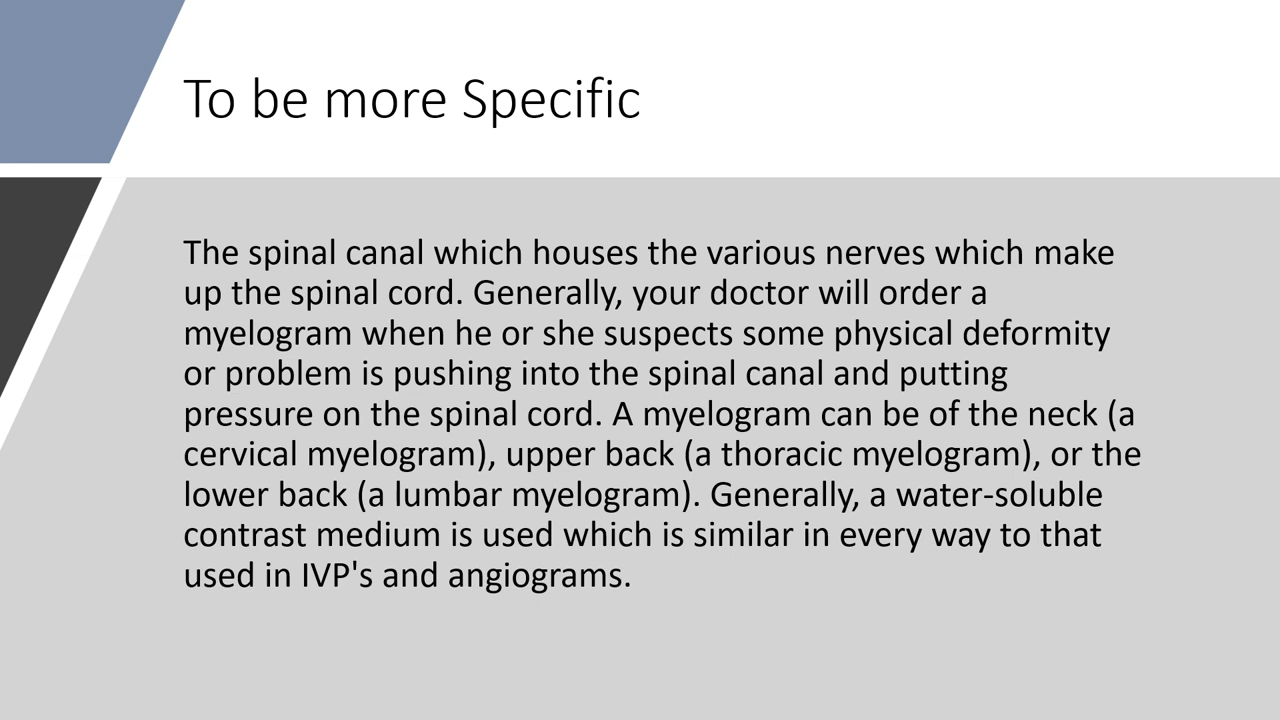 To be more Specific
The spinal canal which houses the various nerves which make
up the spinal cord. Generally, your doctor will order a
myelogram when he or she suspects some physical deformity
or problem is pushing into the spinal canal and putting
pressure on the spinal cord. A myelogram can be of the neck (a
cervical myelogram), upper back (a thoracic myelogram), or the
lower back (a lumbar myelogram). Generally, a water-soluble
contrast medium is used which is similar in every way to that
used in IVP's and angiograms.